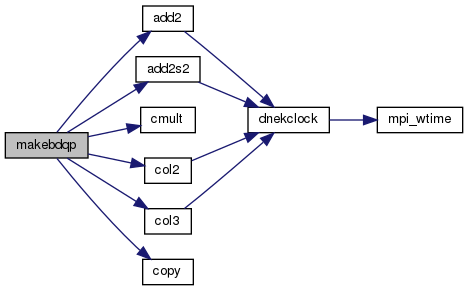 add2
add2s2
dnekclock
mpi_wtime
cmult
makebdqp
col2
col3
copy